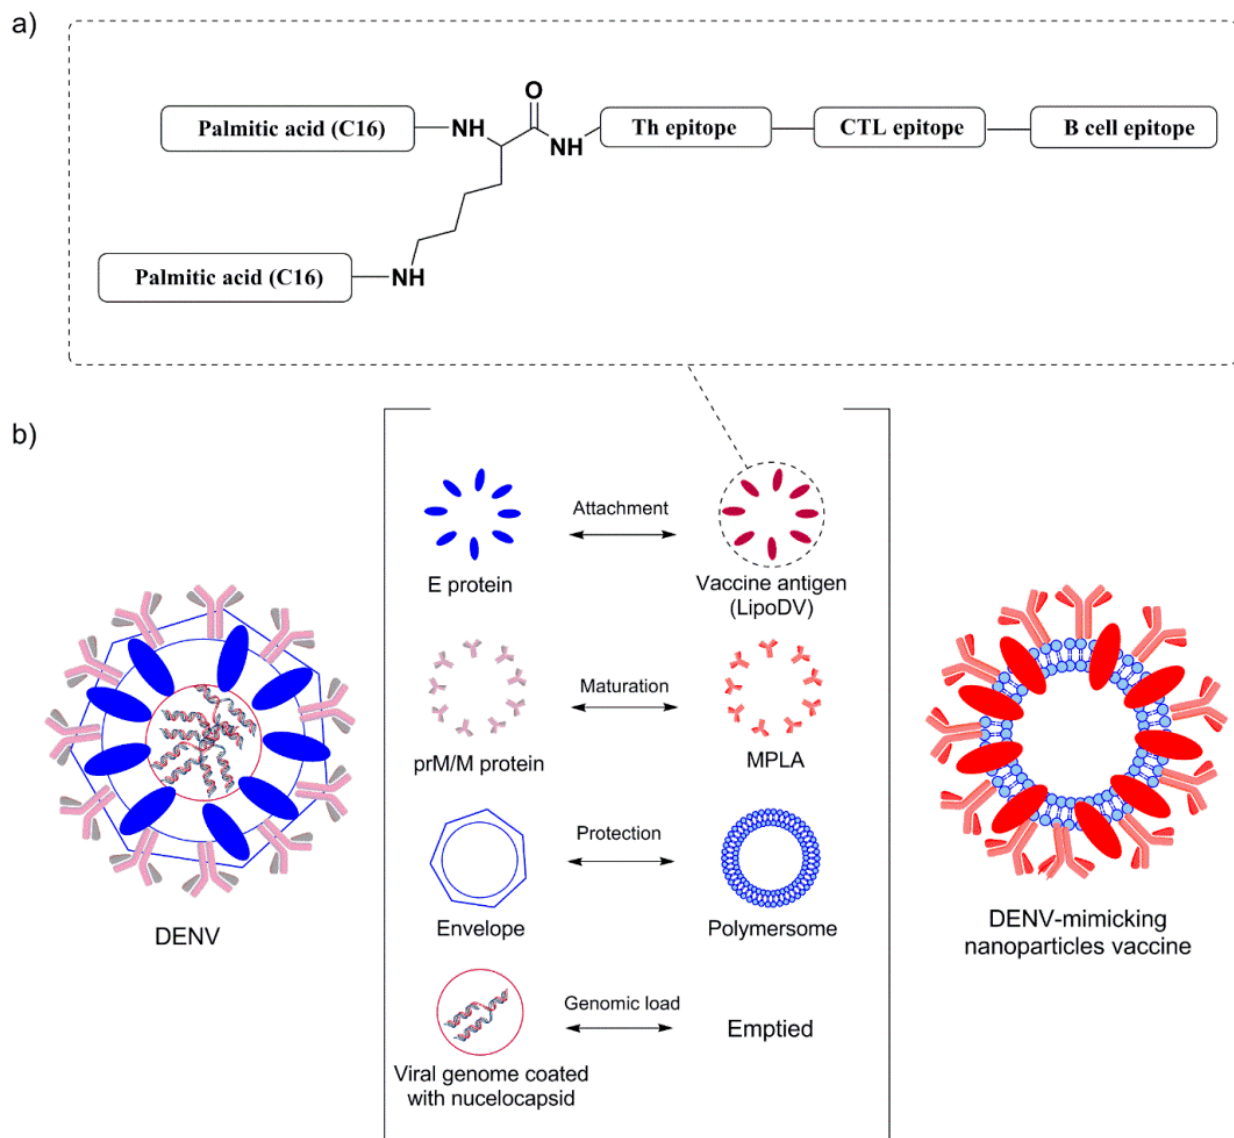 a)
Palmitic acid (C16)
NH
O
NH
Th epitope
CTL epitope
B cell epitope
Palmitic acid (C16)
NH
b)
Attachment
E protein
Vaccine antigen
(LipoDV)
Maturation
prM/M protein
MPLA
Protection
Envelope
Polymersome
Genomic load
Emptied
Viral genome coated
with nucelocapsid
DENV
DENV-mimicking
nanoparticles vaccine